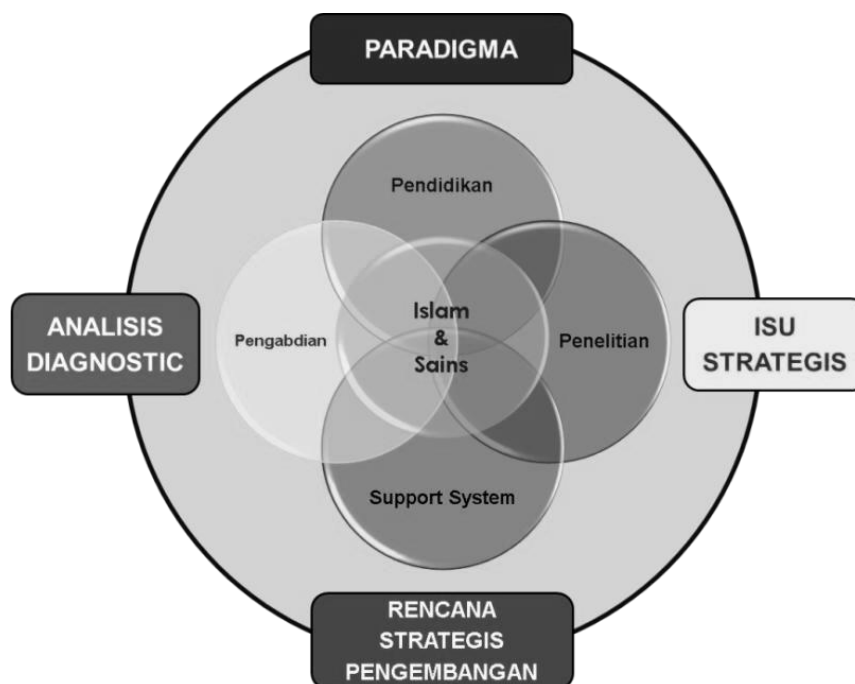 PARADIGMA
Pendidikan
ANALISIS
DIAGNOSTIC
Pengabdian
Islam
&
Sains
Penelitian
ISU
STRATEGIS
Support System
RENCANA
STRATEGIS
PENGEMBANGAN